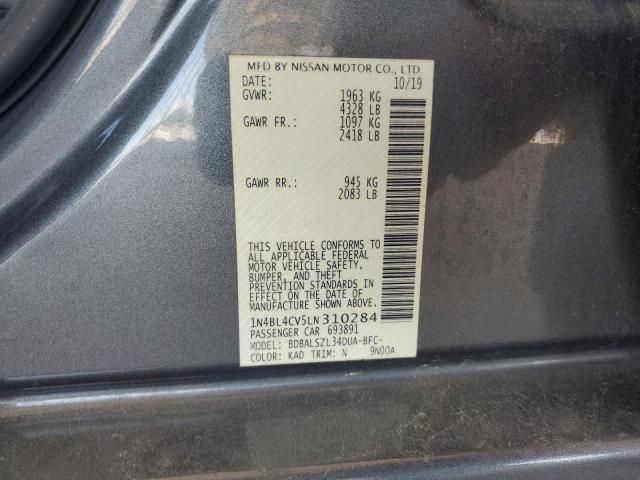 MFD BY NISSAN MOTOR CO., LTD.
DATE: 10/19
GVWR: 1963 KG
4328 LB
GAWR FR.: 1097 KG
2418 LB
GAWR RR.: 945 KG
2083 LB
THIS VEHICLE CONFORMS TO
ALL APPLICABLE FEDERAL
MOTOR VEHICLE SAFETY,
BUMPER, AND THEFT
PREVENTION STANDARDS IN
EFFECT ON THE DATE OF
MANUFACTURE SHOWN ABOVE.
1N4BL4CV5LN310284
PASSENGER CAR 693891
MODEL: BDBALSZL34DUA-BFC-
COLOR: KAD TRIM: N 9N00A